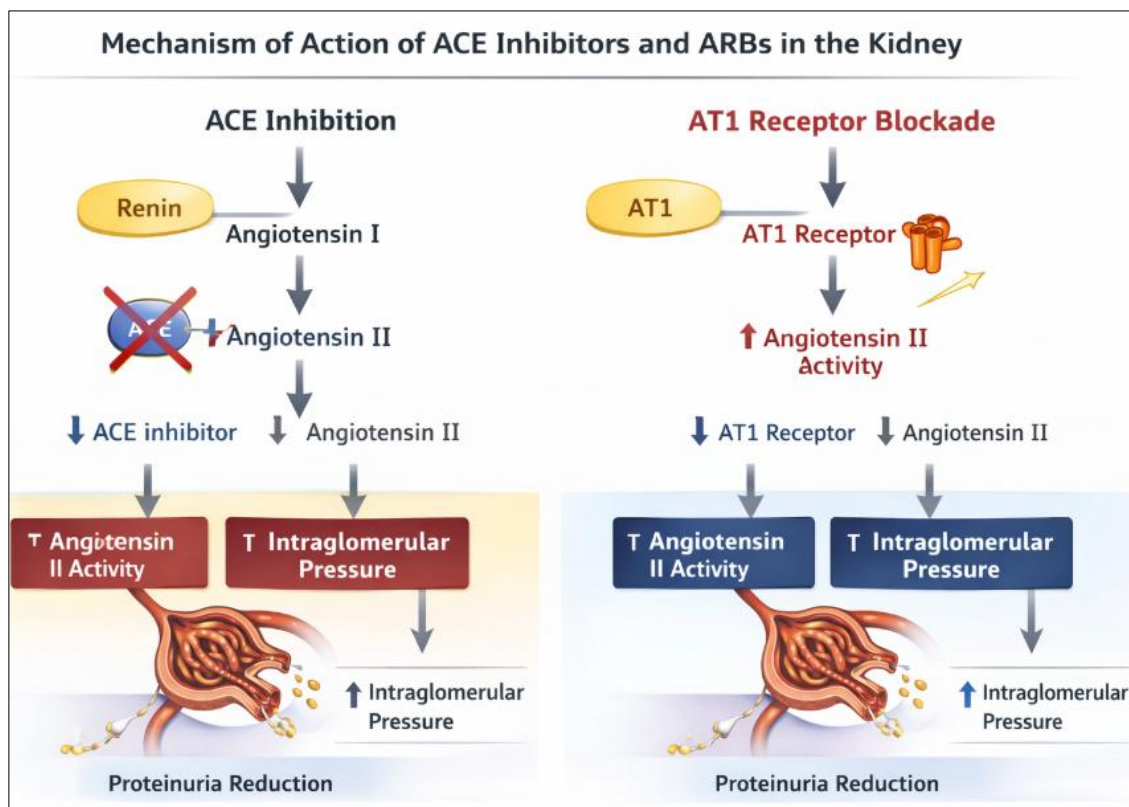 Mechanism of Action of ACE Inhibitors and ARBs in the Kidney
ACE Inhibition
Renin
Angiotensin I
ACE
Angiotensin II
↓ ACE inhibitor
↓ Angiotensin II
T Angiotensin
II Activity
T Intraglomerular
Pressure
↑ Intraglomerular
Pressure
Proteinuria Reduction
AT1 Receptor Blockade
AT1
AT1 Receptor
↑ Angiotensin II
Activity
↓ AT1 Receptor
↓ Angiotensin II
T Angiotensin
II Activity
T Intraglomerular
Pressure
↑ Intraglomerular
Pressure
Proteinuria Reduction